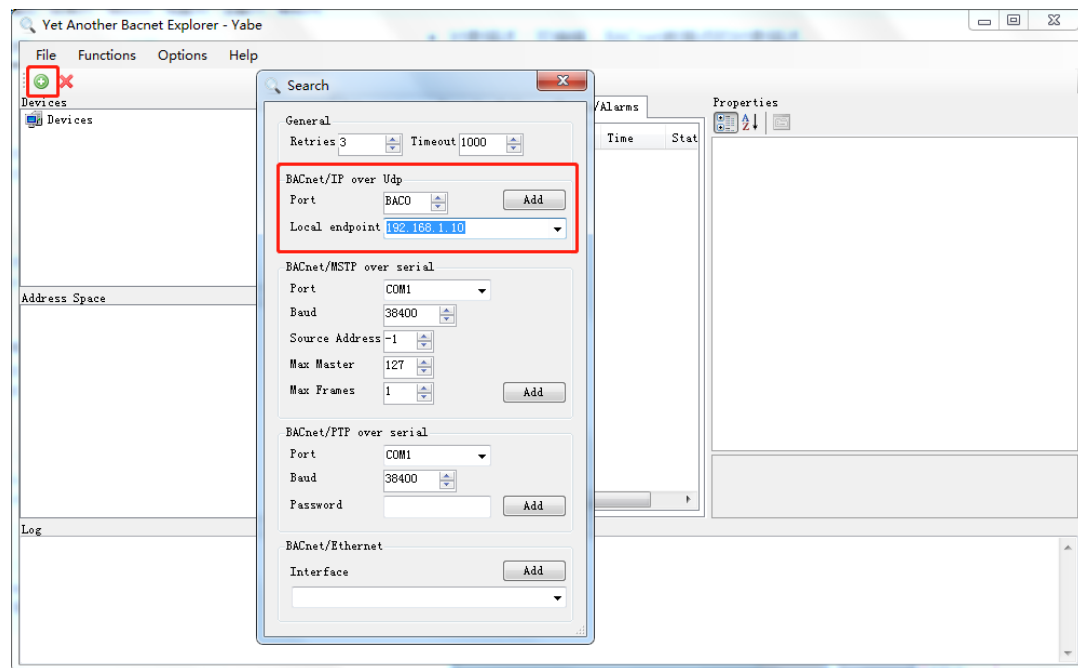 Yet Another Bacnet Explorer - Yabe
File Functions Options Help
Devices
Devices
Address Space
Log
Search
General
Retries 3 Timeout 1000
BACnet/IP over Udp
Port BAC0 Add
Local endpoint 192.168.1.10
BACnet/MSTP over serial
Port COM1
Baud 38400
Source Address -1
Max Master 127
Max Frames 1 Add
BACnet/PTP over serial
Port COM1
Baud 38400
Password Add
BACnet/Ethernet
Interface Add
/Alarms
Time Stat
Properties